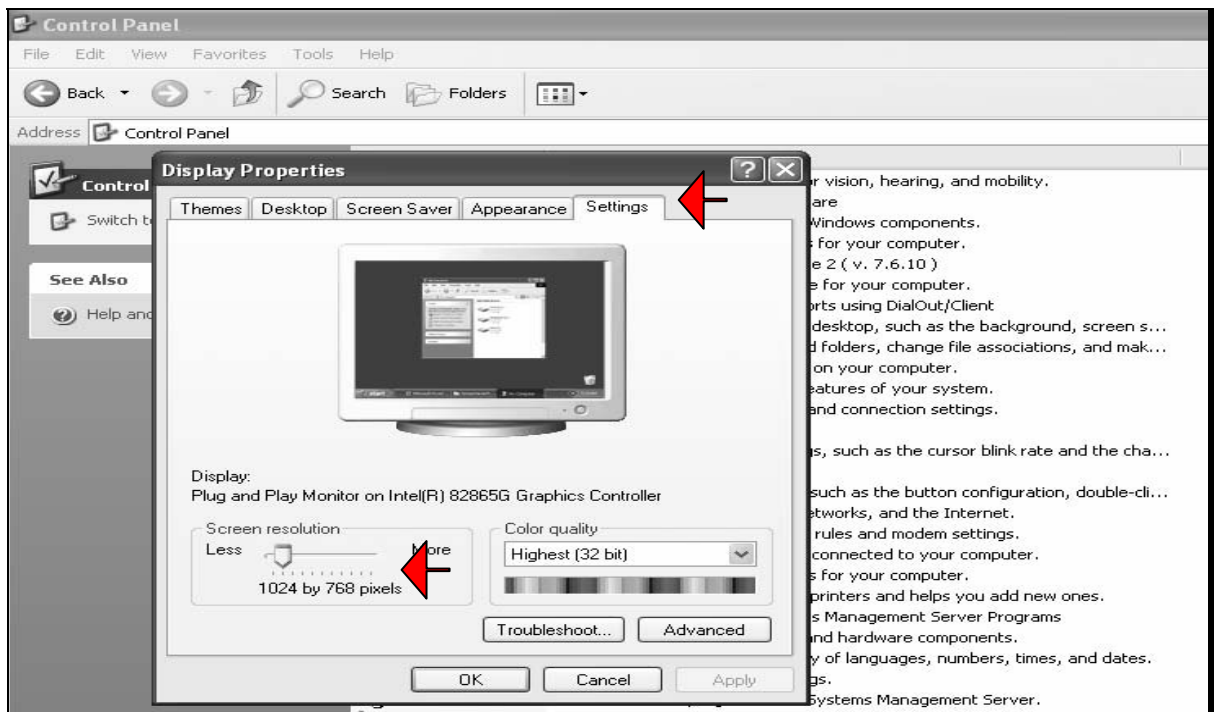 Control Panel
File Edit View Favorites Tools Help
Back Search Folders
Address Control Panel
Control
Switch t
See Also
Help and
Display Properties
Themes Desktop Screen Saver Appearance Settings
Display:
Plug and Play Monitor on Intel(R) 82865G Graphics Controller
Screen resolution
Less More
1024 by 768 pixels
Color quality
Highest (32 bit)
Troubleshoot... Advanced
OK Cancel Apply
r vision, hearing, and mobility.
are
Windows components.
s for your computer.
e 2 ( v. 7.6.10 )
e for your computer.
orts using DialOut/Client
desktop, such as the background, screen s...
d folders, change file associations, and mak...
on your computer.
eatures of your system.
and connection settings.
gs, such as the cursor blink rate and the cha...
such as the button configuration, double-cli...
etworks, and the Internet.
rules and modem settings.
connected to your computer.
s for your computer.
printers and helps you add new ones.
s Management Server Programs
and hardware components.
y of languages, numbers, times, and dates.
gs.
Systems Management Server.